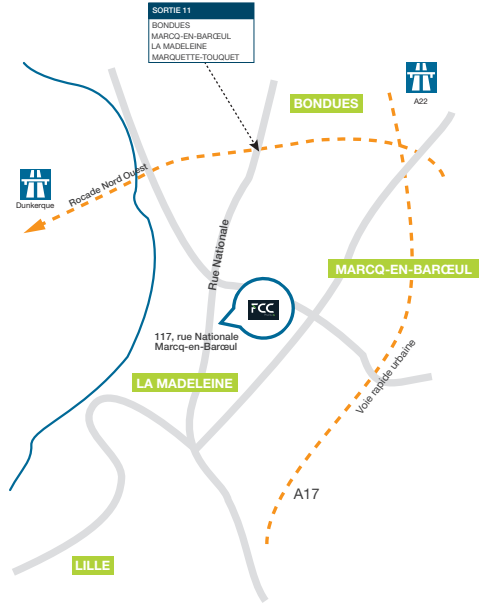 SORTIE 11
BONDUES
MARCQ-EN-BARŒUL
LA MADELEINE
MARQUETTE-TOUQUET
A22
BONDUES
Rocade Nord Ouest
Dunkerque
Rue Nationale
MARCQ-EN-BARŒUL
FCC
117, rue Nationale
Marcq-en-Barœul
LA MADELEINE
Voie rapide urbaine
A17
LILLE